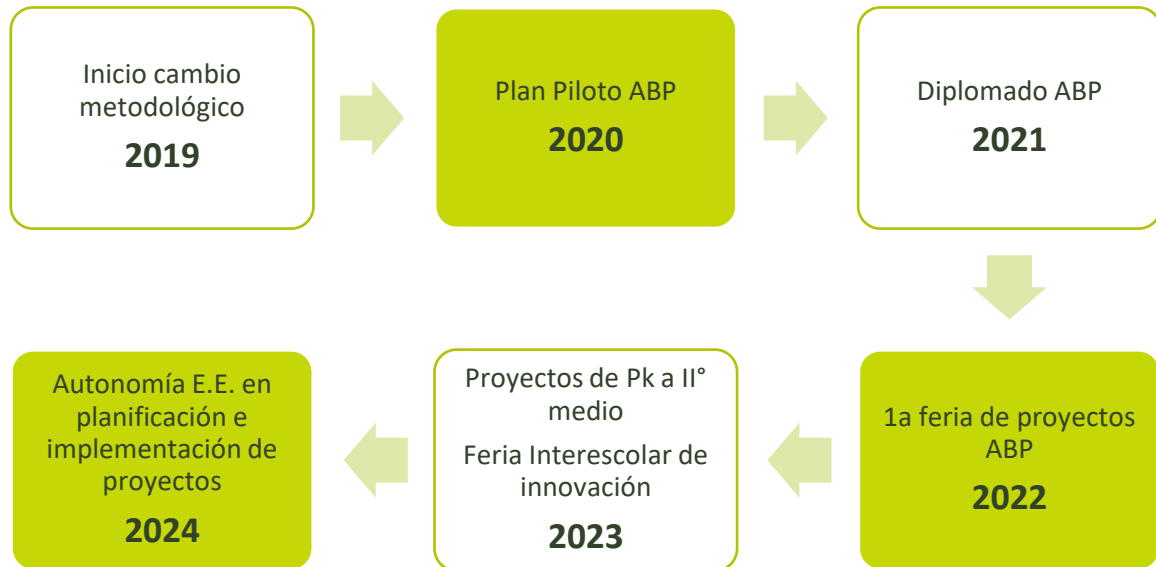 Inicio cambio
metodológico
2019
Plan Piloto ABP
2020
Diplomado ABP
2021
1a feria de proyectos
ABP
2022
Proyectos de Pk a II°
medio
Feria Interescolar de
innovación
2023
Autonomía E.E. en
planificación e
implementación de
proyectos
2024